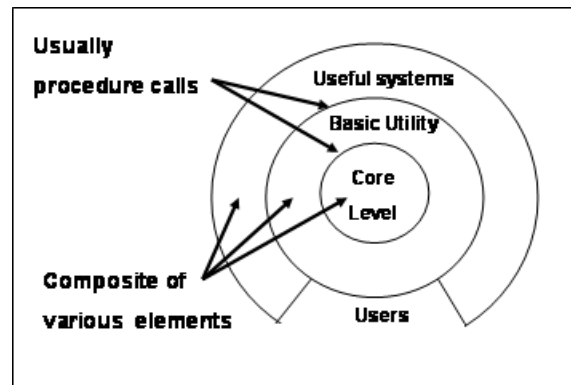 Usually
procedure calls
Useful systems
Basic Utility
Core
Level
Composite of
various elements
Users